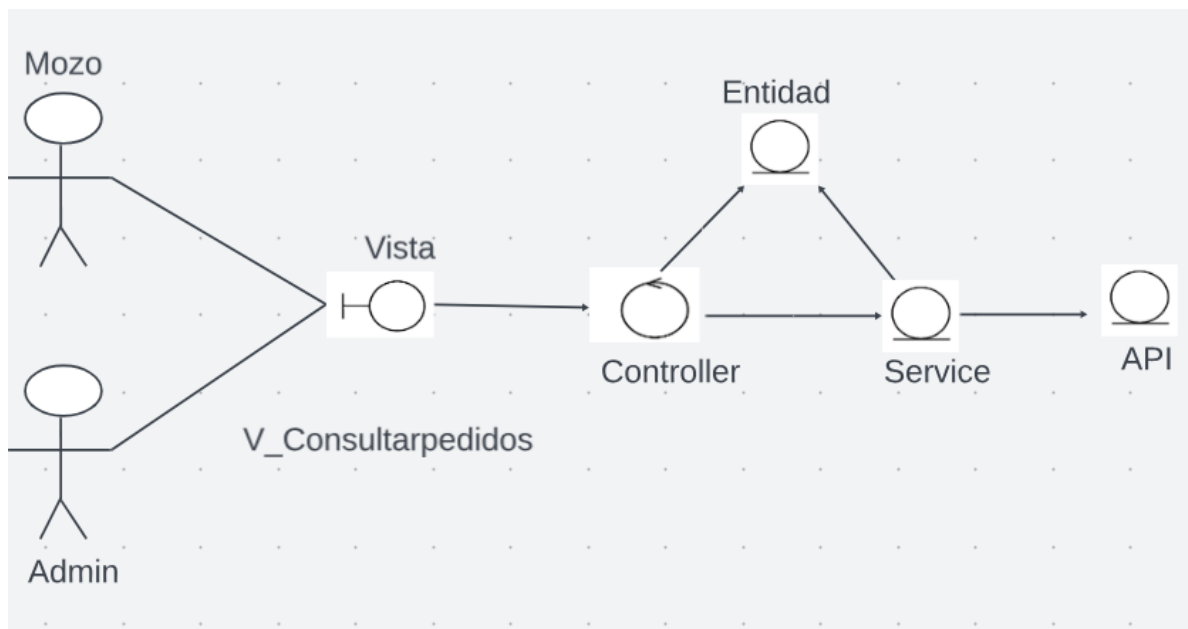 Mozo
Entidad
Vista
Controller
Service
API
V_Consultarpedidos
Admin